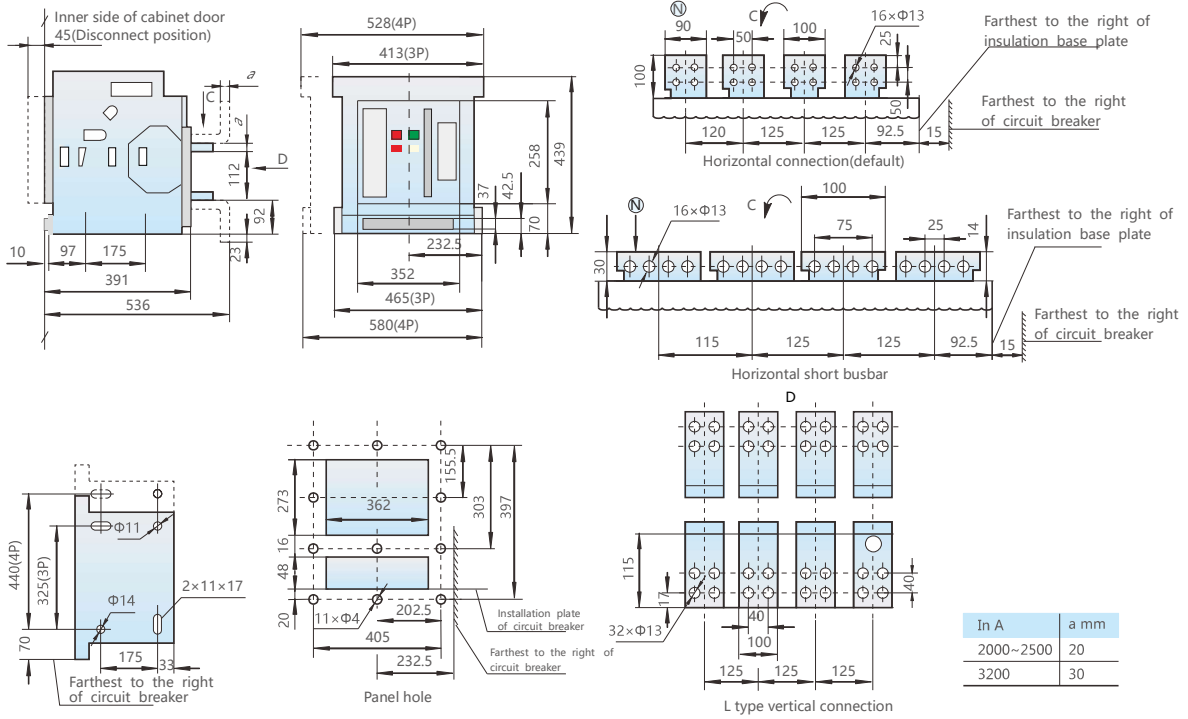 Inner side of cabinet door
45(Disconnect position)
a
C
a
112
D
92
23
10
97
175
391
536
528(4P)
413(3P)
258
439
37
42.5
70
232.5
352
465(3P)
580(4P)
N
C
16×Φ13
90
50
100
25
100
50
120
125
125
92.5
15
Farthest to the right of
insulation base plate
Farthest to the right
of circuit breaker
Horizontal connection(default)
N
16×Φ13
C
100
75
25
14
30
115
125
125
92.5
15
Farthest to the right of
insulation base plate
Farthest to the right
of circuit breaker
Horizontal short busbar
440(4P)
325(3P)
Φ11
Φ14
2×11×17
70
175
33
Farthest to the right
of circuit breaker
273
362
155.5
303
397
16
48
20
11×Φ4
202.5
405
232.5
Installation plate
of circuit breaker
Farthest to the right of
circuit breaker
Panel hole
D
115
17
40
32×Φ13
40
100
125
125
125
L type vertical connection
In A a mm
2000~2500 20
3200 30